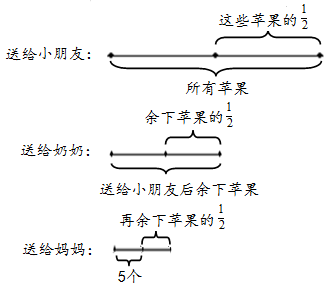 这些苹果的1/2
送给小朋友：
所有苹果
余下苹果的1/2
送给奶奶：
送给小朋友后余下苹果
再余下苹果的1/2
送给妈妈：
5个